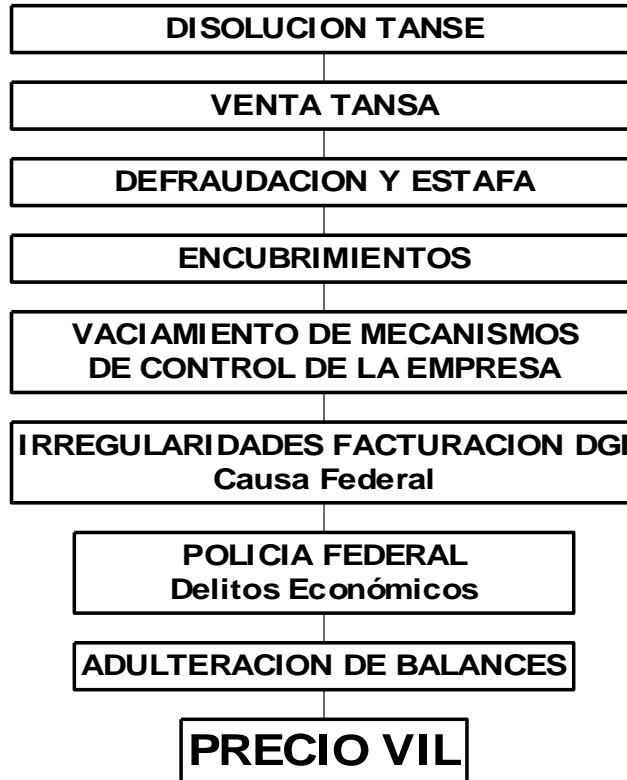 DISOLUCION TANSE
VENTA TANSA
DEFRAUDACION Y ESTAFA
ENCUBRIMIENTOS
VACIAMIENTO DE MECANISMOS
DE CONTROL DE LA EMPRESA
IRREGULARIDADES FACTURACION DGI
Causa Federal
POLICIA FEDERAL
Delitos Económicos
ADULTERACION DE BALANCES
PRECIO VIL